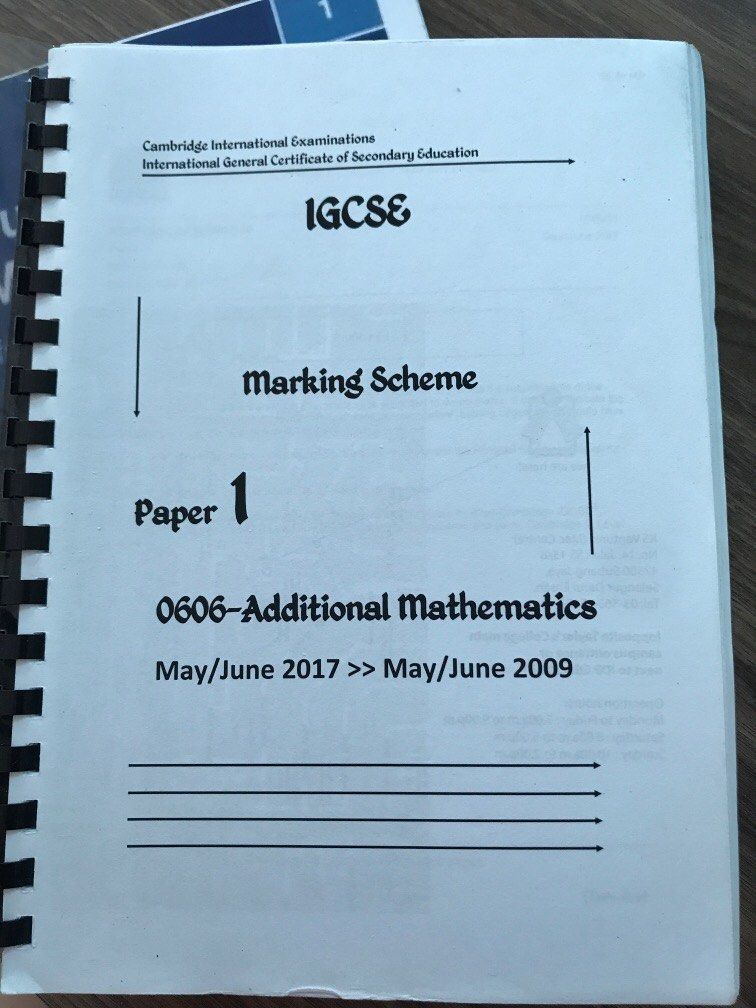 1
Cambridge International Examinations
International General Certificate of Secondary Education
IGCSE
Marking Scheme
Paper 1
0606-Additional Mathematics
May/June 2017 >> May/June 2009